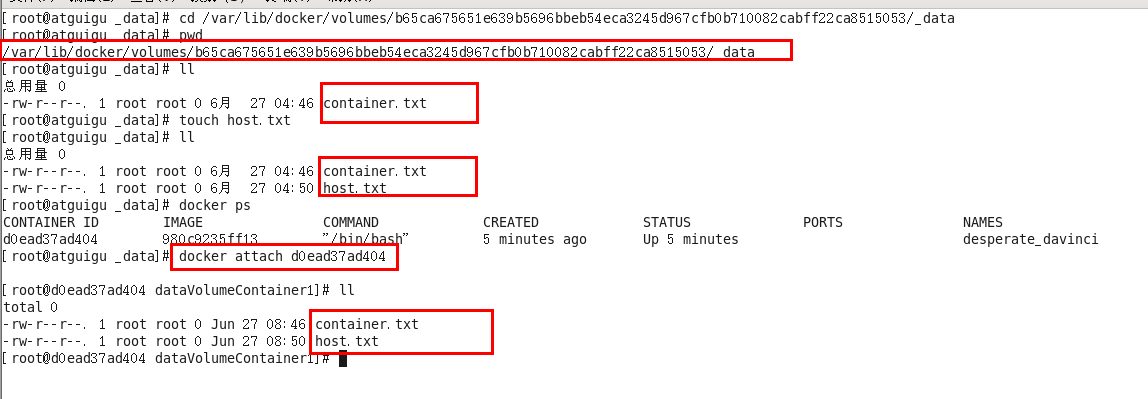 [root@atguigu _data]# cd /var/lib/docker/volumes/b65ca675651e639b5696bbeb54eca3245d967cfb0b710082cabff22ca8515053/_data
[root@atguigu _data]# pwd
/var/lib/docker/volumes/b65ca675651e639b5696bbeb54eca3245d967cfb0b710082cabff22ca8515053/_data
[root@atguigu _data]# ll
总用量 0
-rw-r--r--. 1 root root 0 6月  27 04:46 container.txt
[root@atguigu _data]# touch host.txt
[root@atguigu _data]# ll
总用量 0
-rw-r--r--. 1 root root 0 6月  27 04:46 container.txt
-rw-r--r--. 1 root root 0 6月  27 04:50 host.txt
[root@atguigu _data]# docker ps
CONTAINER ID        IMAGE               COMMAND             CREATED             STATUS              PORTS               NAMES
d0ead37ad404        980c9235ff13        "/bin/bash"         5 minutes ago       Up 5 minutes                            desperate_davinci
[root@atguigu _data]# docker attach d0ead37ad404
[root@d0ead37ad404 dataVolumeContainer1]# ll
total 0
-rw-r--r--. 1 root root 0 Jun 27 08:46 container.txt
-rw-r--r--. 1 root root 0 Jun 27 08:50 host.txt
[root@d0ead37ad404 dataVolumeContainer1]#